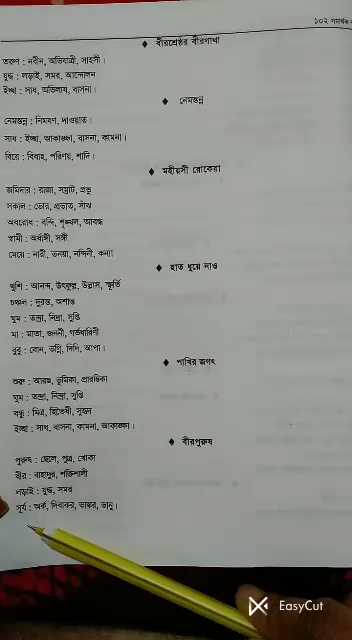 ১০২ সমার্থক
♦ বীরশ্রেষ্ঠর বীরগাথা
তরুণ : নবীন, অভিযাত্রী, সাহসী।
যুদ্ধ : লড়াই, সমর, আন্দোলন
ইচ্ছা : সাধ, অভিলাষ, বাসনা।
♦ নেমন্তন্ন
নেমন্তন্ন : নিমন্ত্রণ, দাওয়াত।
সাধ : ইচ্ছা, আকাঙ্ক্ষা, বাসনা, কামনা।
বিয়ে : বিবাহ, পরিণয়, শাদি।
♦ মহীয়সী রোকেয়া
জমিদার : রাজা, সম্রাট, প্রভু
সকাল : ভোর, প্রভাত, সাঁঝ
অবরোধ : বন্দি, শৃঙ্খল, আবদ্ধ
স্বামী : অর্ধাঙ্গী, সঙ্গী
মেয়ে : নারী, তনয়া, নন্দিনী, কন্যা
♦ হাত ধুয়ে নাও
খুশি : আনন্দ, উৎফুল্ল, উল্লাস, স্ফূর্তি
চঞ্চল : দুরন্ত, অশান্ত
ঘুম : তন্দ্রা, নিদ্রা, সুপ্তি
মা : মাতা, জননী, গর্ভধারিণী
বুবু : বোন, ভগ্নি, দিদি, আপা।
♦ পাখির জগৎ
শুরু : আরম্ভ, ভূমিকা, প্রারম্ভিকা
ঘুম : তন্দ্রা, নিদ্রা, সুপ্তি
বন্ধু : মিত্র, হিতৈষী, সুহৃদ
ইচ্ছা : সাধ, বাসনা, কামনা, আকাঙ্ক্ষা।
♦ বীরপুরুষ
পুরুষ : ছেলে, পুত্র, খোকা
বীর : বাহাদুর, শক্তিশালী
লড়াই : যুদ্ধ, সমর
সূর্য : অর্ক, দিবাকর, ভাস্কর, ভানু।
EasyCut